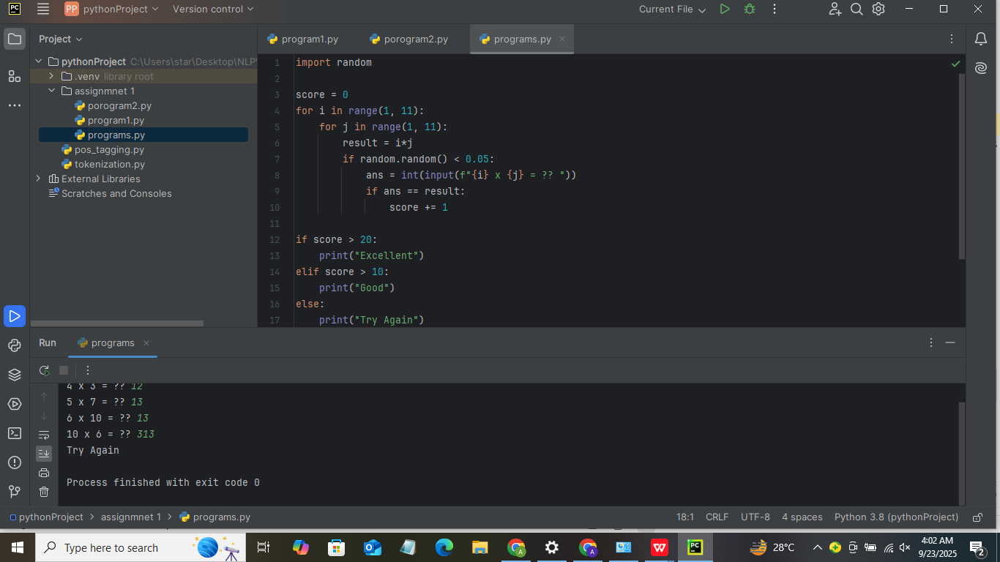 PC
PP pythonProject Version control Current File
Project
pythonProject C:\Users\star\Desktop\NLP\
.venv library root
assignmnet 1
porogram2.py
program1.py
programs.py
pos_tagging.py
tokenization.py
External Libraries
Scratches and Consoles
program1.py porogram2.py programs.py
1 import random
2
3 score = 0
4 for i in range(1, 11):
5 for j in range(1, 11):
6 result = i*j
7 if random.random() < 0.05:
8 ans = int(input(f"{i} x {j} = ?? "))
9 if ans == result:
10 score += 1
11
12 if score > 20:
13 print("Excellent")
14 elif score > 10:
15 print("Good")
16 else:
17 print("Try Again")
Run programs
4 x 3 = ?? 12
5 x 7 = ?? 13
6 x 10 = ?? 13
10 x 6 = ?? 313
Try Again
Process finished with exit code 0
pythonProject > assignmnet 1 > programs.py 18:1 CRLF UTF-8 4 spaces Python 3.8 (pythonProject)
Type here to search A A W PC 28°C 4:02 AM
9/23/2025 2